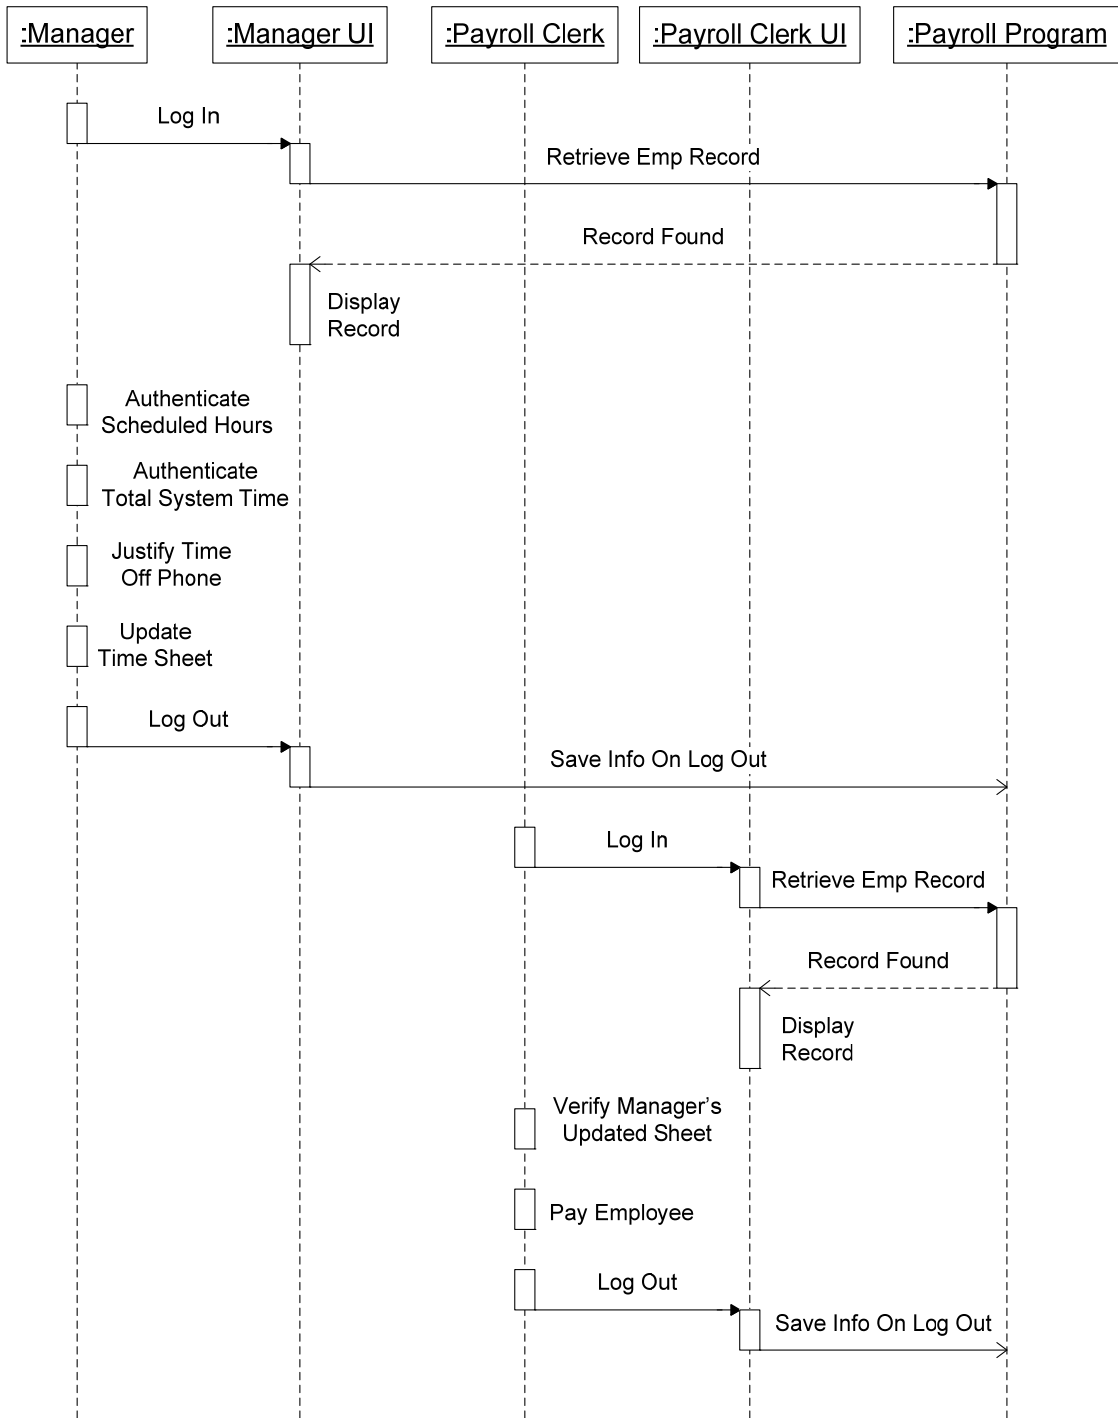 :Manager
:Manager UI
:Payroll Clerk
:Payroll Clerk UI
:Payroll Program
Log In
Retrieve Emp Record
Record Found
Display
Record
Authenticate
Scheduled Hours
Authenticate
Total System Time
Justify Time
Off Phone
Update
Time Sheet
Log Out
Save Info On Log Out
Log In
Retrieve Emp Record
Record Found
Display
Record
Verify Manager’s
Updated Sheet
Pay Employee
Log Out
Save Info On Log Out